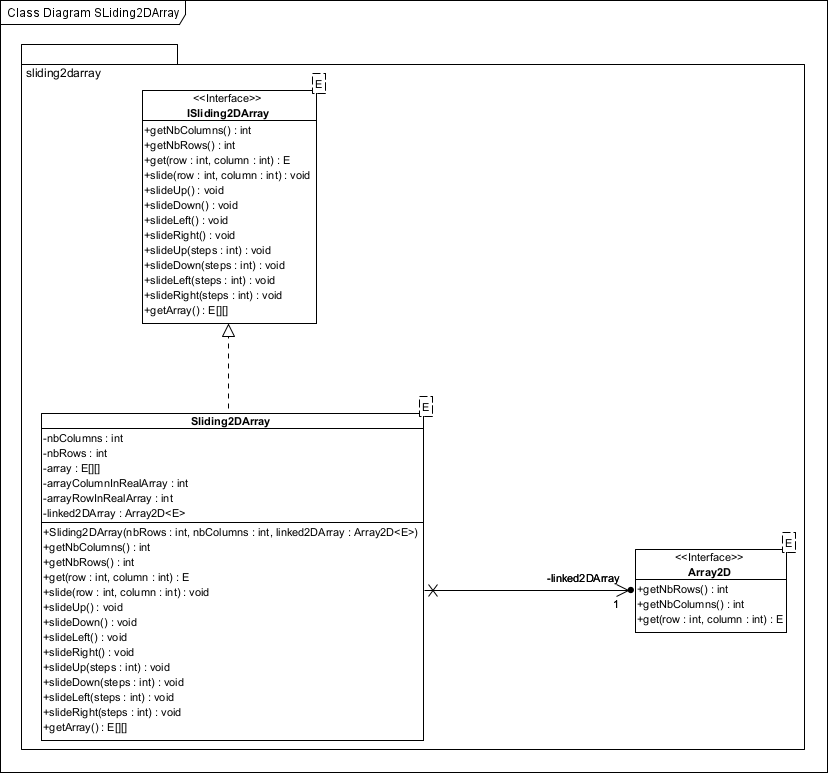 Class Diagram SLiding2DArray
sliding2darray
E
<<Interface>>
ISliding2DArray
+getNbColumns() : int
+getNbRows() : int
+get(row : int, column : int) : E
+slide(row : int, column : int) : void
+slideUp() : void
+slideDown() : void
+slideLeft() : void
+slideRight() : void
+slideUp(steps : int) : void
+slideDown(steps : int) : void
+slideLeft(steps : int) : void
+slideRight(steps : int) : void
+getArray() : E[][]
E
Sliding2DArray
-nbColumns : int
-nbRows : int
-array : E[][]
-arrayColumnInRealArray : int
-arrayRowInRealArray : int
-linked2DArray : Array2D<E>
+Sliding2DArray(nbRows : int, nbColumns : int, linked2DArray : Array2D<E>)
+getNbColumns() : int
+getNbRows() : int
+get(row : int, column : int) : E
+slide(row : int, column : int) : void
+slideUp() : void
+slideDown() : void
+slideLeft() : void
+slideRight() : void
+slideUp(steps : int) : void
+slideDown(steps : int) : void
+slideLeft(steps : int) : void
+slideRight(steps : int) : void
+getArray() : E[][]
-linked2DArray
1
E
<<Interface>>
Array2D
+getNbRows() : int
+getNbColumns() : int
+get(row : int, column : int) : E